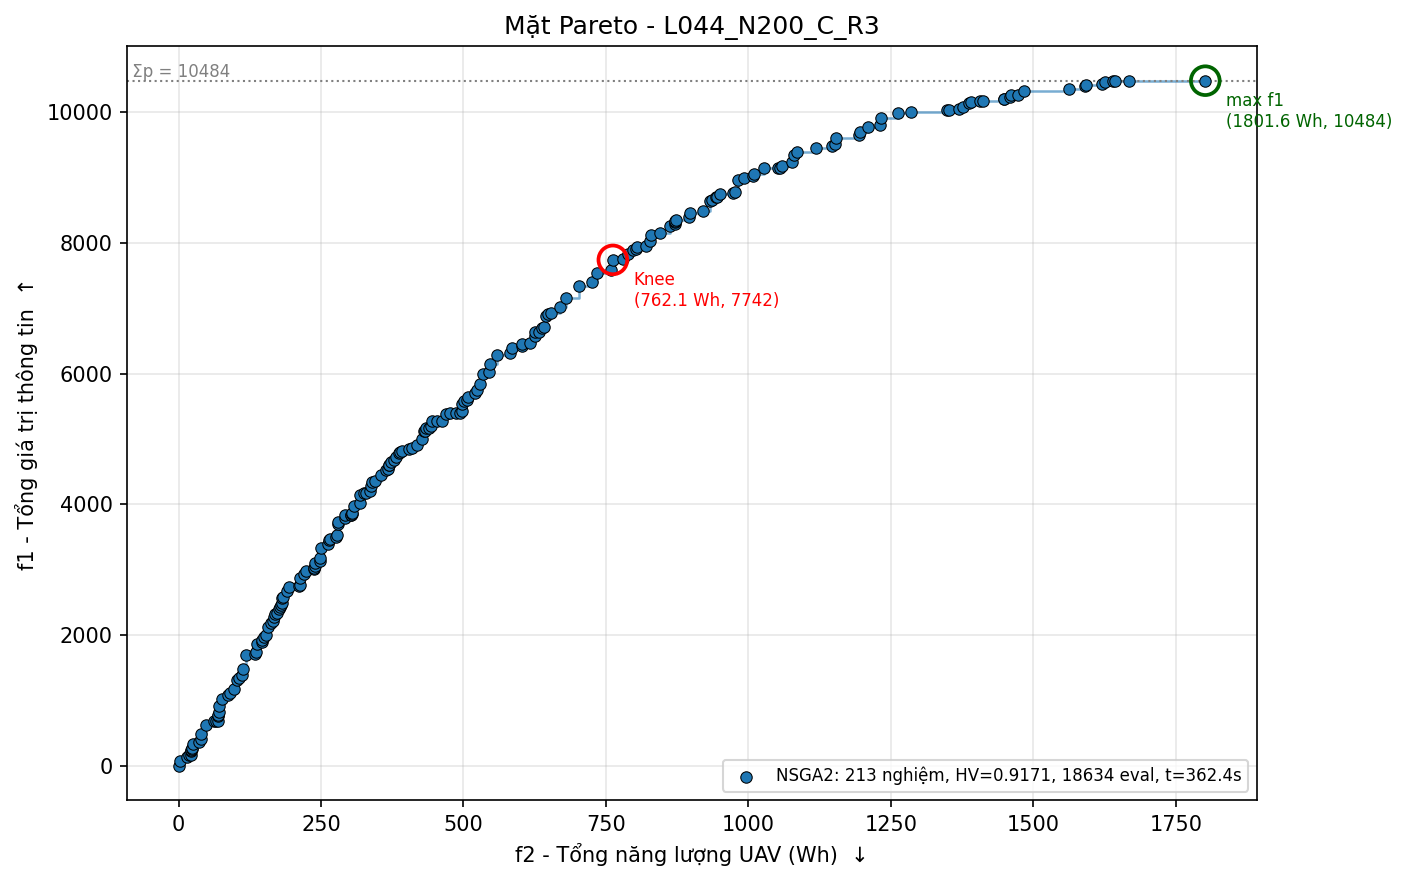 Mặt Pareto - L044_N200_C_R3
Σp = 10484
max f1
(1801.6 Wh, 10484)
Knee
(762.1 Wh, 7742)
f1 - Tổng giá trị thông tin ↑
10000
8000
6000
4000
2000
0
NSGA2: 213 nghiệm, HV=0.9171, 18634 eval, t=362.4s
0 250 500 750 1000 1250 1500 1750
f2 - Tổng năng lượng UAV (Wh) ↓